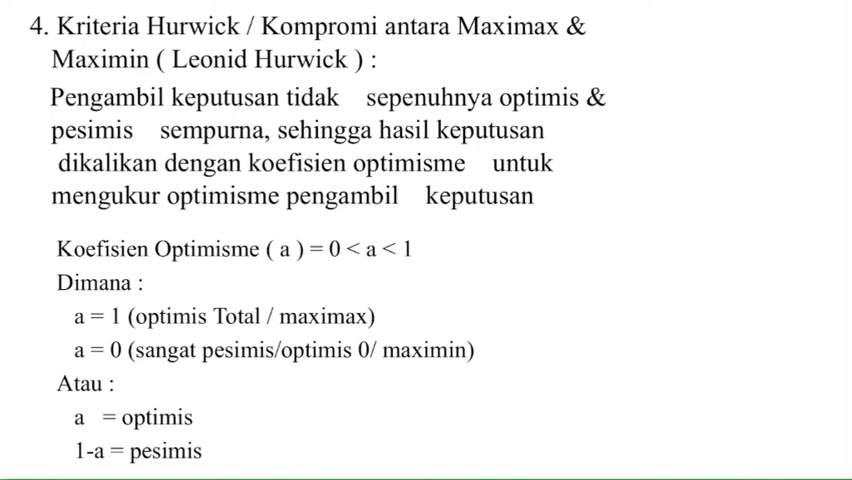 4. Kriteria Hurwick / Kompromi antara Maximax &
Maximin ( Leonid Hurwick ) :
Pengambil keputusan tidak sepenuhnya optimis &
pesimis sempurna, sehingga hasil keputusan
dikalikan dengan koefisien optimisme untuk
mengukur optimisme pengambil keputusan
Koefisien Optimisme ( a ) = 0 < a < 1
Dimana :
a = 1 (optimis Total / maximax)
a = 0 (sangat pesimis/optimis 0/ maximin)
Atau :
a = optimis
1-a = pesimis